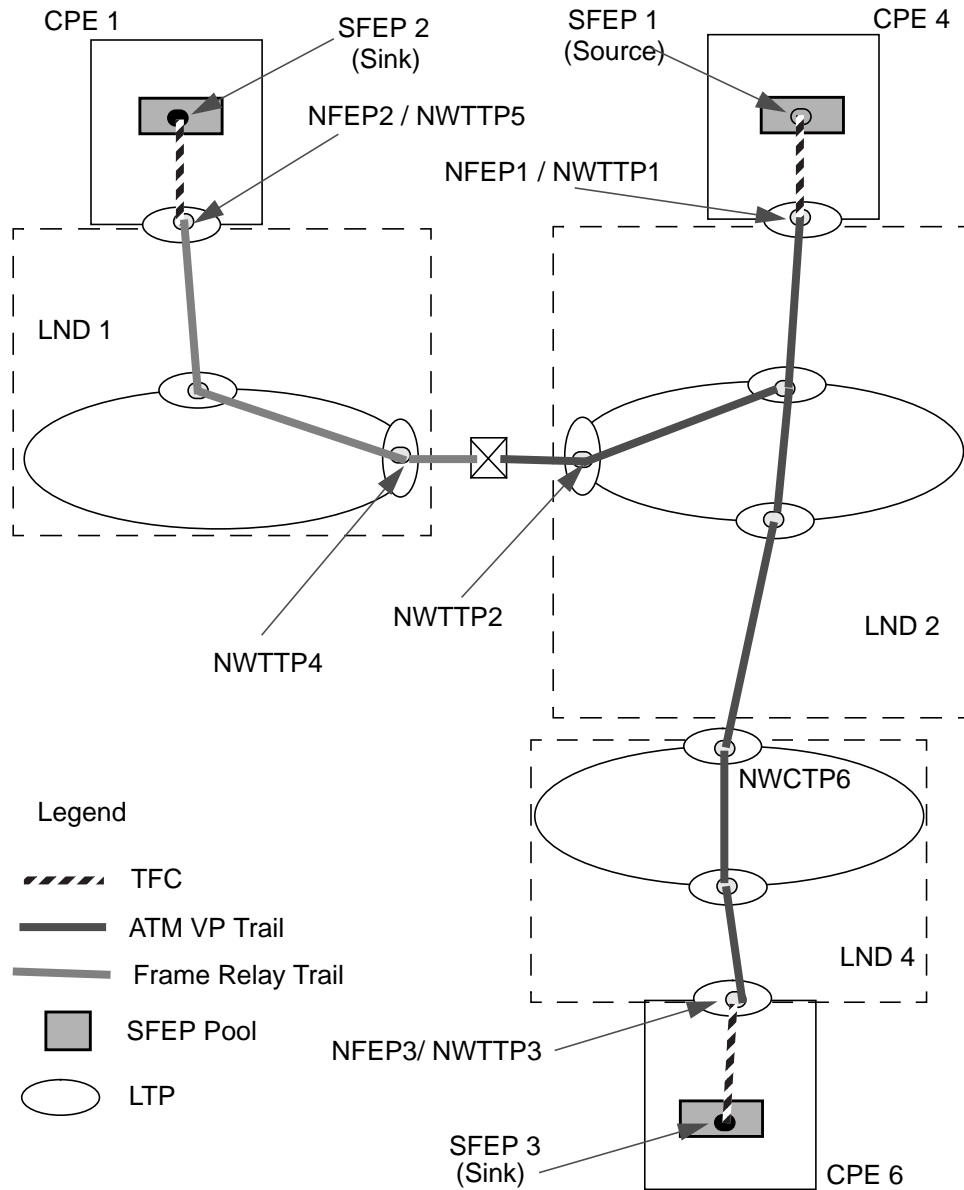 CPE 1
SFEP 2
(Sink)
SFEP 1
(Source)
CPE 4
NFEP2 / NWTTP5
NFEP1 / NWTTP1
LND 1
NWTTP2
NWTTP4
LND 2
NWCTP6
Legend
TFC
ATM VP Trail
Frame Relay Trail
SFEP Pool
LTP
LND 4
NFEP3/ NWTTP3
SFEP 3
(Sink)
CPE 6